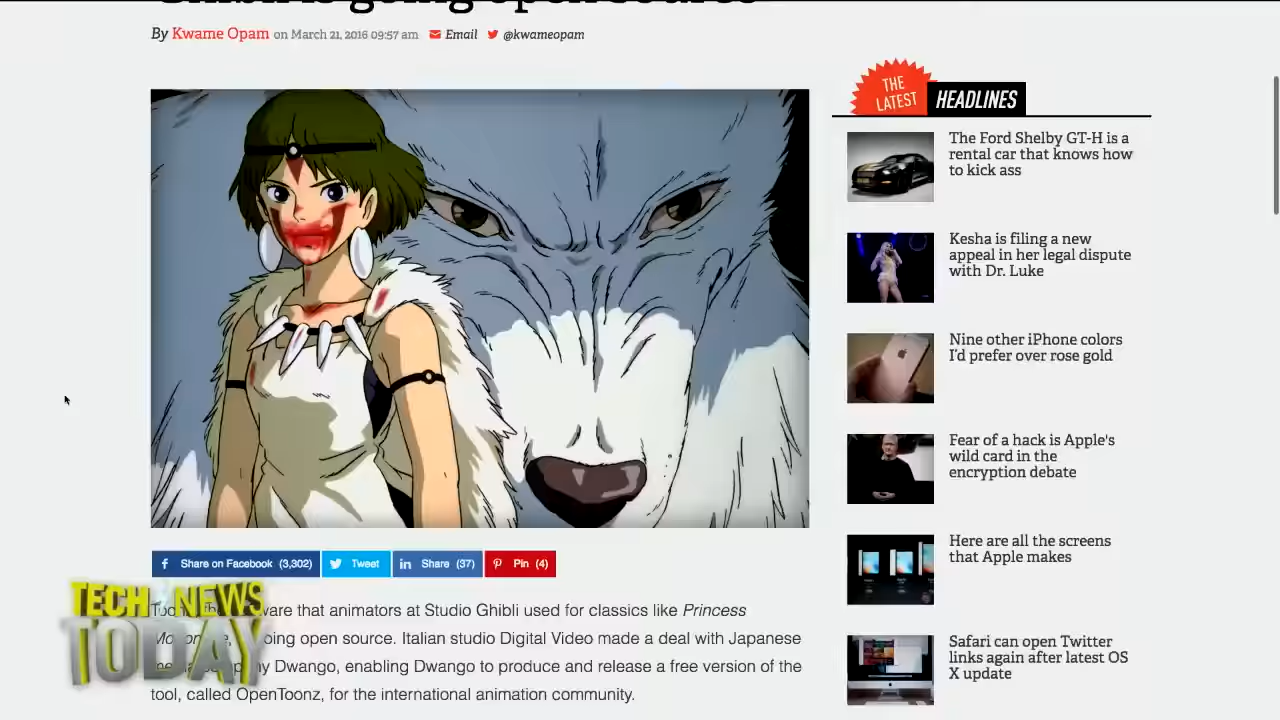 Ghibli is going open source
By Kwame Opam on March 21, 2016 09:57 am Email @kwameopam
THE
LATEST
HEADLINES
The Ford Shelby GT-H is a
rental car that knows how
to kick ass
Kesha is filing a new
appeal in her legal dispute
with Dr. Luke
Nine other iPhone colors
I'd prefer over rose gold
Fear of a hack is Apple's
wild card in the
encryption debate
Here are all the screens
that Apple makes
Safari can open Twitter
links again after latest OS
X update
Share on Facebook (3,302) Tweet Share (37) Pin (4)
TECH NEWS
TODAY
ware that animators at Studio Ghibli used for classics like Princess
oing open source. Italian studio Digital Video made a deal with Japanese
Dwango, enabling Dwango to produce and release a free version of the
tool, called OpenToonz, for the international animation community.